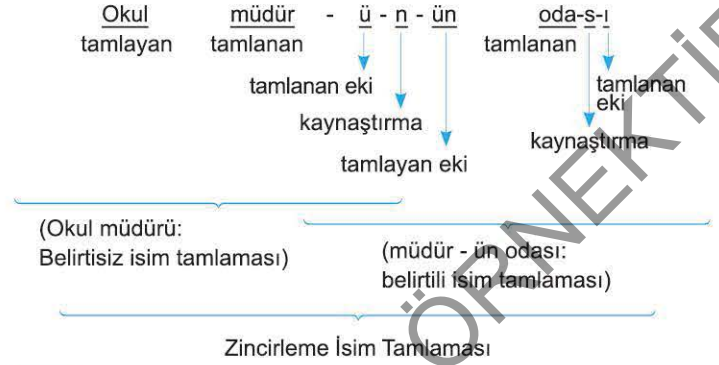 Okul müdür - ü - n - ün oda-s-ı
tamlayan tamlanan tamlanan
tamlanan eki tamlanan eki
kaynaştırma kaynaştırma
tamlayan eki
(Okul müdürü:
Belirtisiz isim tamlaması)
(müdür - ün odası:
belirtili isim tamlaması)
Zincirleme İsim Tamlaması
ÖRNEKTİR